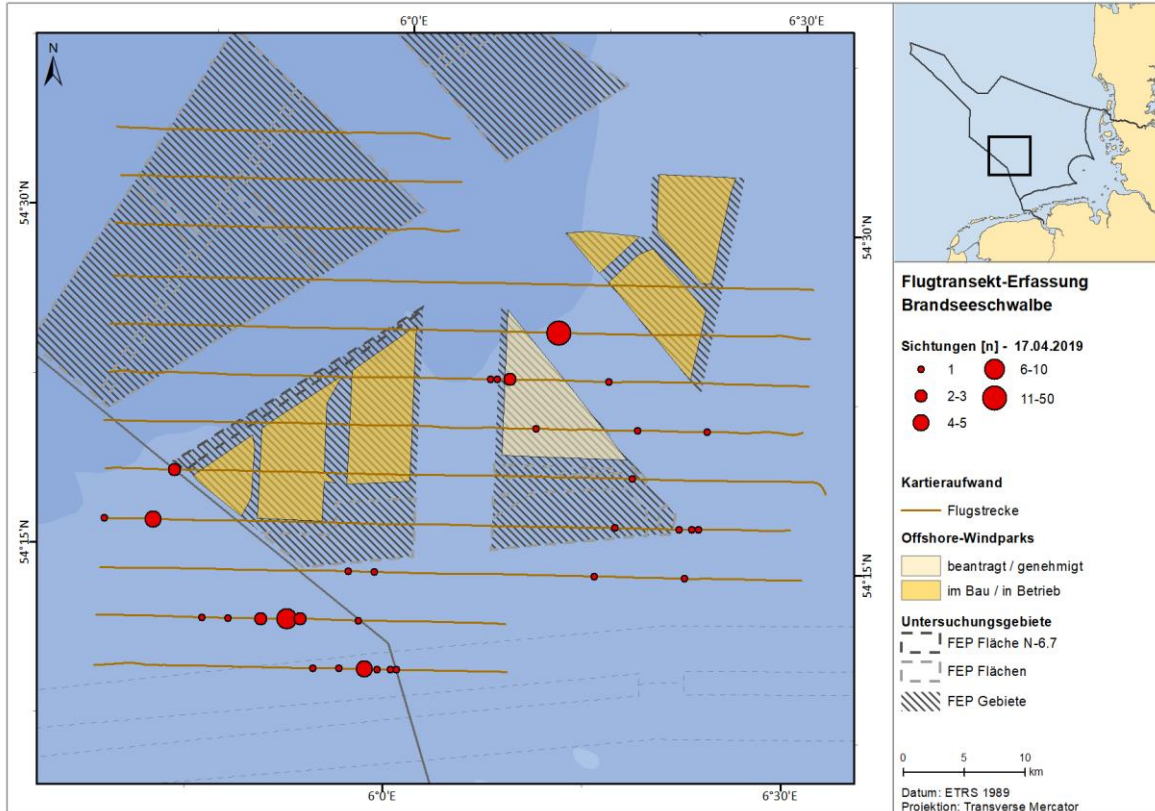 6°0'E
6°30'E
N
54°30'N
54°30'N
54°15'N
54°15'N
6°0'E
6°30'E
Flugtransekt-Erfassung
Brandseeschwalbe
Sichtungen [n] - 17.04.2019
1
6-10
2-3
11-50
4-5
Kartieraufwand
Flugstrecke
Offshore-Windparks
beantragt / genehmigt
im Bau / in Betrieb
Untersuchungsgebiete
FEP Fläche N-6.7
FEP Flächen
FEP Gebiete
0 5 10
km
Datum: ETRS 1989
Projektion: Transverse Mercator